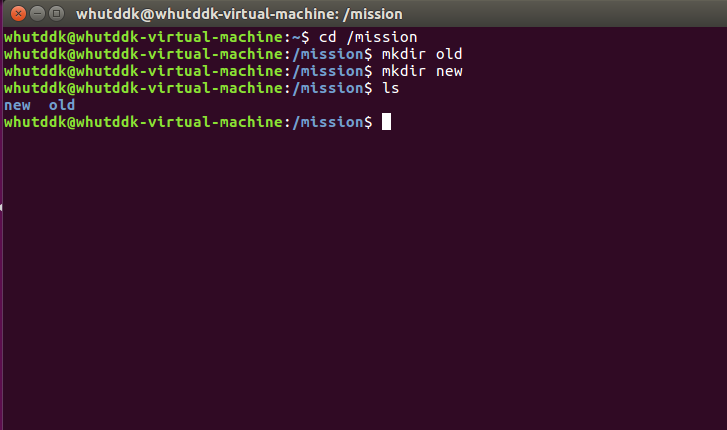 whutddk@whutddk-virtual-machine: /mission
whutddk@whutddk-virtual-machine:~$ cd /mission
whutddk@whutddk-virtual-machine:/mission$ mkdir old
whutddk@whutddk-virtual-machine:/mission$ mkdir new
whutddk@whutddk-virtual-machine:/mission$ ls
new  old
whutddk@whutddk-virtual-machine:/mission$